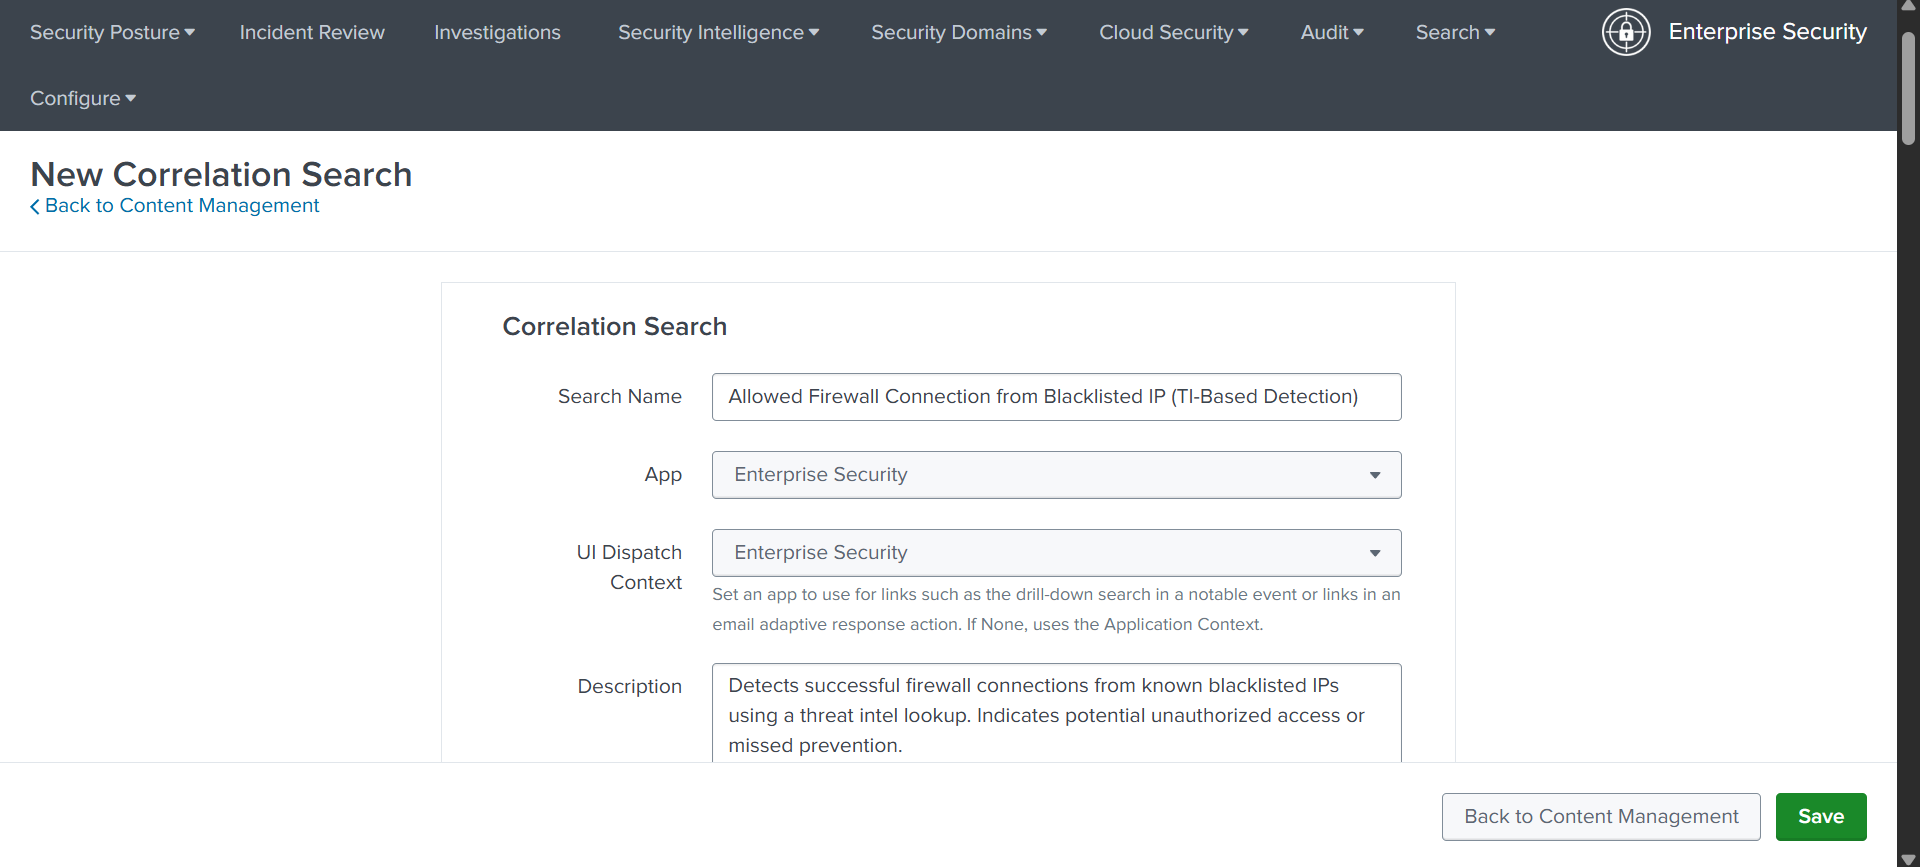 Security Posture Incident Review Investigations Security Intelligence Security Domains Cloud Security Audit Search Enterprise Security
Configure
New Correlation Search
Back to Content Management
Correlation Search
Search Name Allowed Firewall Connection from Blacklisted IP (TI-Based Detection)
App Enterprise Security
UI Dispatch Context Enterprise Security
Set an app to use for links such as the drill-down search in a notable event or links in an
email adaptive response action. If None, uses the Application Context.
Description Detects successful firewall connections from known blacklisted IPs
using a threat intel lookup. Indicates potential unauthorized access or
missed prevention.
Back to Content Management Save